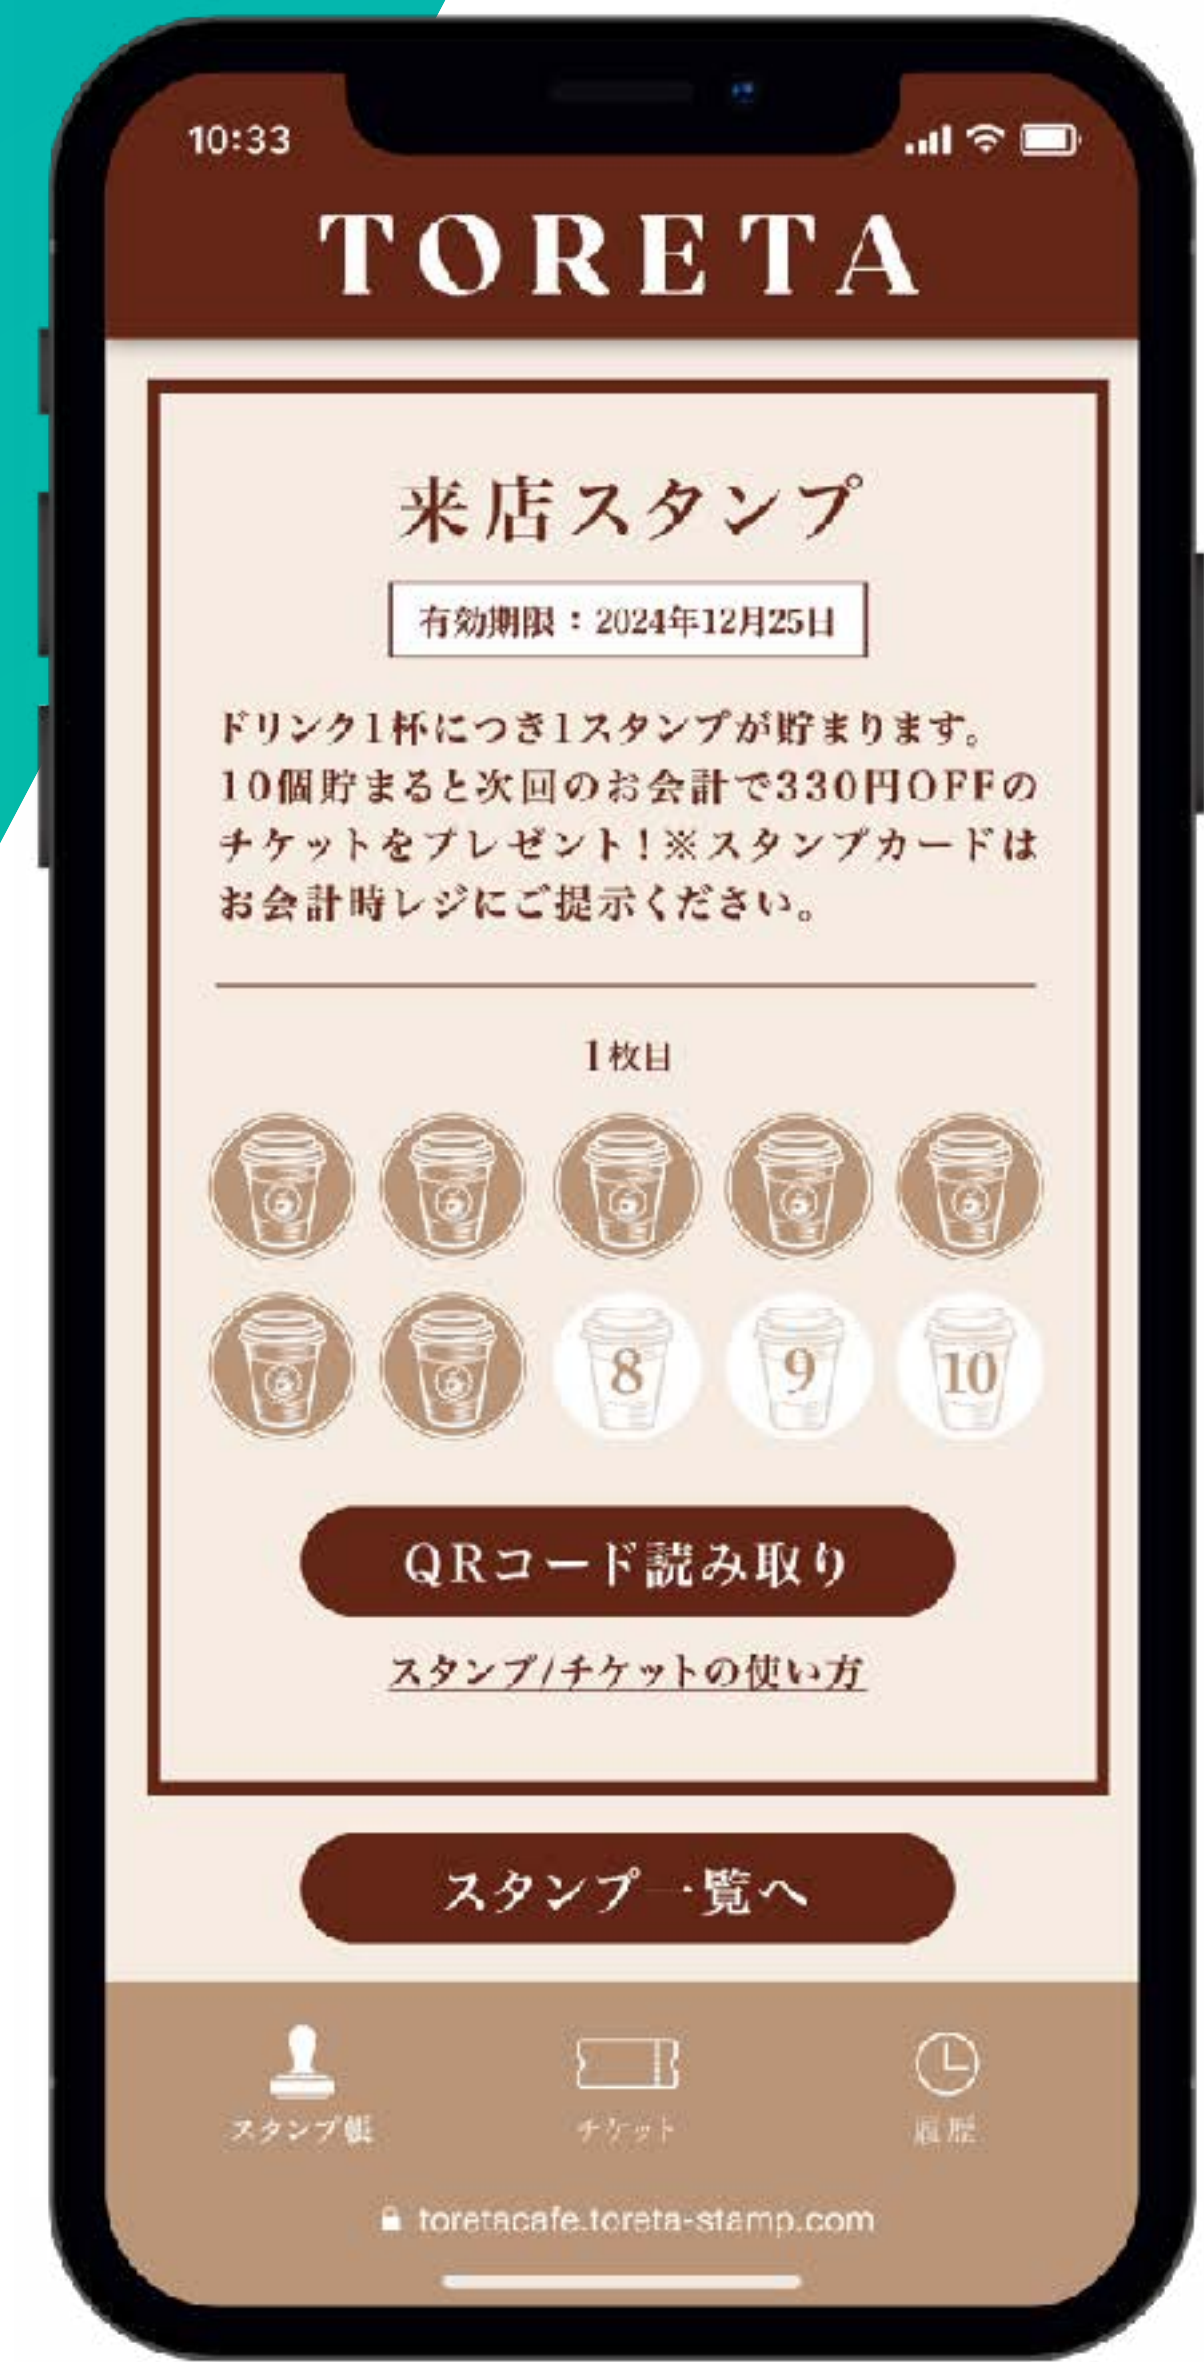 10:33
TORETA
来店スタンプ
有効期限：2024年12月25日
ドリンク1杯につき1スタンプが貯まります。
10個貯まると次回のお会計で330円OFFの
チケットをプレゼント！※スタンプカードは
お会計時レジにご提示ください。
1枚目
8 9 10
QRコード読み取り
スタンプ/チケットの使い方
スタンプ一覧へ
スタンプ帳 チケット 履歴
toretacafe.toreta-stamp.com